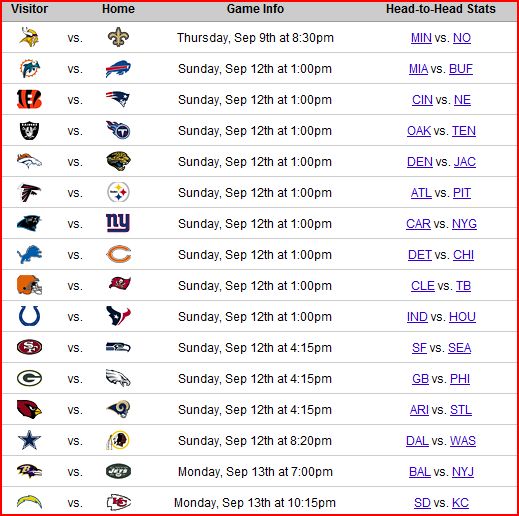 Visitor Home Game Info Head-to-Head Stats
vs. Thursday, Sep 9th at 8:30pm MIN vs. NO
vs. Sunday, Sep 12th at 1:00pm MIA vs. BUF
vs. Sunday, Sep 12th at 1:00pm CIN vs. NE
vs. Sunday, Sep 12th at 1:00pm OAK vs. TEN
vs. Sunday, Sep 12th at 1:00pm DEN vs. JAC
vs. Sunday, Sep 12th at 1:00pm ATL vs. PIT
vs. ny Sunday, Sep 12th at 1:00pm CAR vs. NYG
vs. Sunday, Sep 12th at 1:00pm DET vs. CHI
vs. Sunday, Sep 12th at 1:00pm CLE vs. TB
vs. Sunday, Sep 12th at 1:00pm IND vs. HOU
SF vs. Sunday, Sep 12th at 4:15pm SF vs. SEA
G vs. Sunday, Sep 12th at 4:15pm GB vs. PHI
vs. Sunday, Sep 12th at 4:15pm ARI vs. STL
vs. Sunday, Sep 12th at 8:20pm DAL vs. WAS
vs. JETS Monday, Sep 13th at 7:00pm BAL vs. NYJ
vs. KC Monday, Sep 13th at 10:15pm SD vs. KC